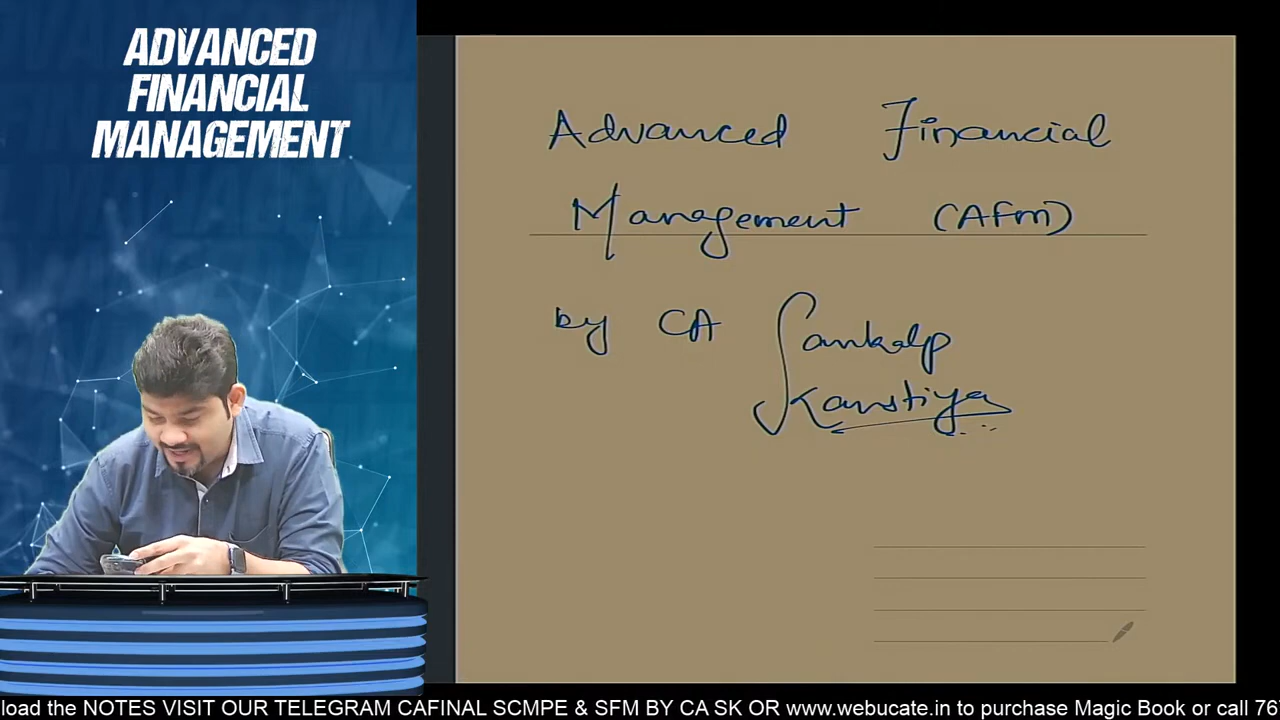 ADVANCED
FINANCIAL
MANAGEMENT
Advanced Financial
Management (AFM)
by CA Sankalp
Kanstiya
load the NOTES VISIT OUR TELEGRAM CAFINAL SCMPE & SFM BY CA SK OR www.webucate.in to purchase Magic Book or call 76